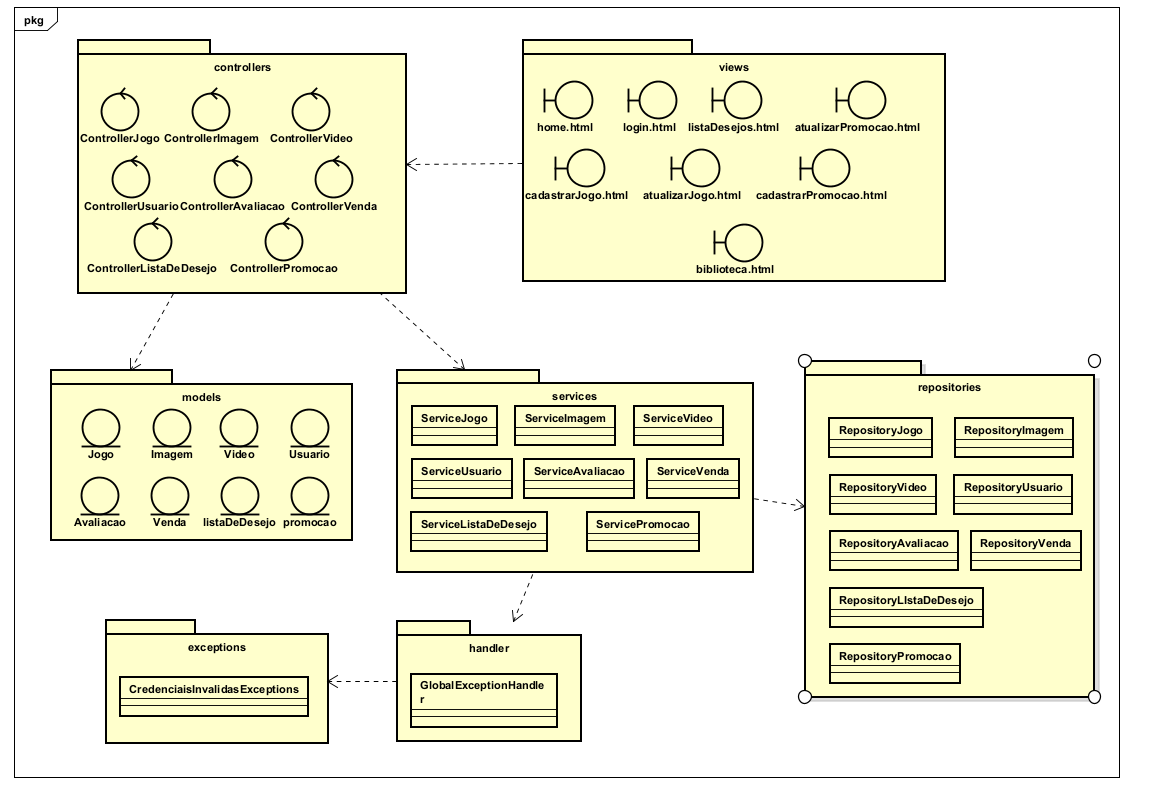 pkg
controllers
ControllerJogo ControllerImagem ControllerVideo
ControllerUsuario ControllerAvaliacao ControllerVenda
ControllerListaDeDesejo ControllerPromocao
views
home.html login.html listaDesejos.html atualizarPromocao.html
cadastrarJogo.html atualizarJogo.html cadastrarPromocao.html
biblioteca.html
models
Jogo Imagem Video Usuario
Avaliacao Venda listaDeDesejo promocao
services
ServiceJogo ServiceImagem ServiceVideo
ServiceUsuario ServiceAvaliacao ServiceVenda
ServiceListaDeDesejo ServicePromocao
repositories
RepositoryJogo RepositoryImagem
RepositoryVideo RepositoryUsuario
RepositoryAvaliacao RepositoryVenda
RepositoryLIstaDeDesejo
RepositoryPromocao
exceptions
CredenciaisInvalidasExceptions
handler
GlobalExceptionHandle
r